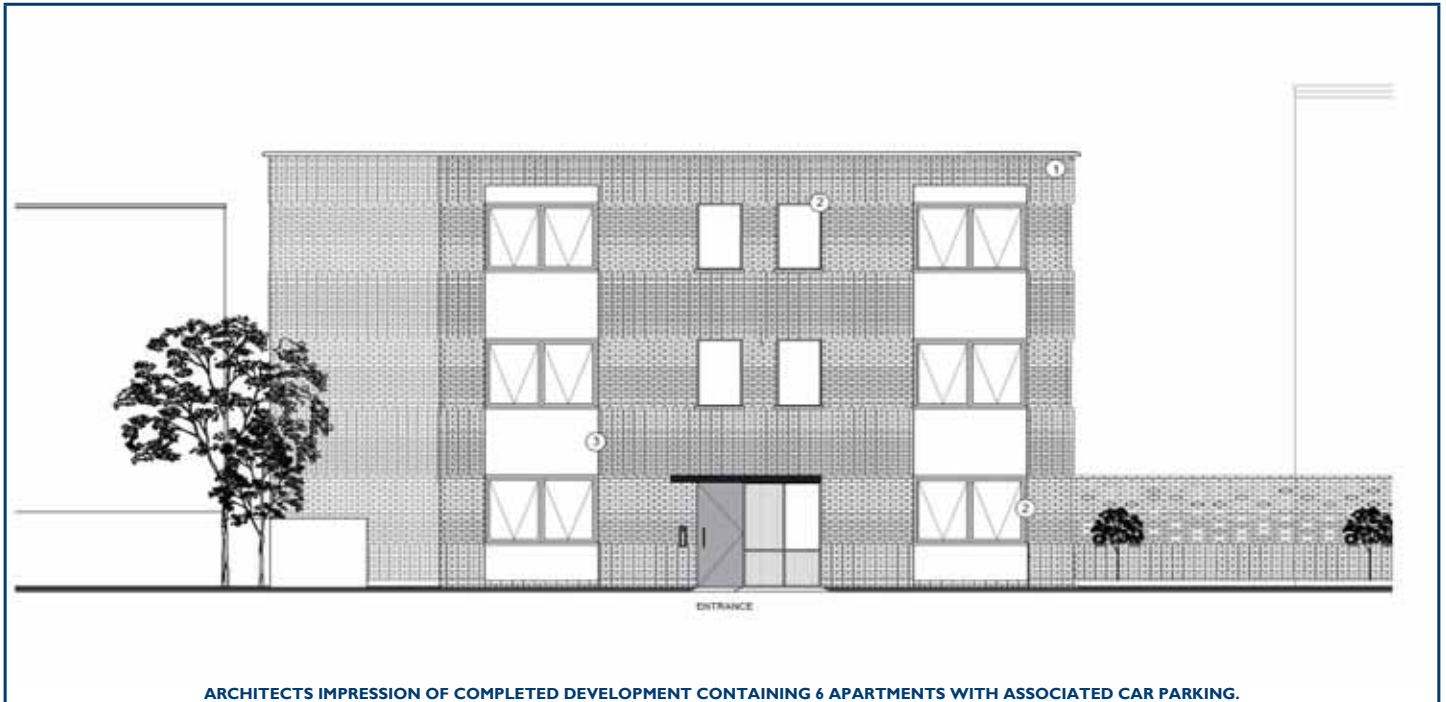 1
2
3
2
ENTRANCE
ARCHITECTS IMPRESSION OF COMPLETED DEVELOPMENT CONTAINING 6 APARTMENTS WITH ASSOCIATED CAR PARKING.